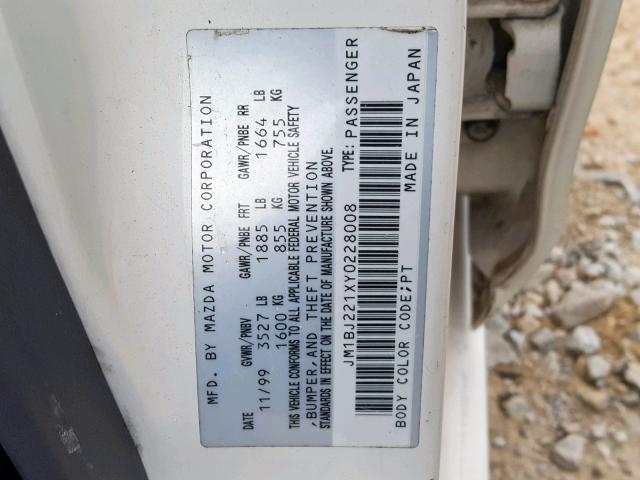 MFD. BY MAZDA MOTOR CORPORATION
DATE GVWR/PNBV GAWR/PNBE FRT GAWR/PNBE RR
11/99 3527 LB 1885 LB 1664 LB
1600 KG 855 KG 755 KG
THIS VEHICLE CONFORMS TO ALL APPLICABLE FEDERAL MOTOR VEHICLE SAFETY
,BUMPER,AND THEFT PREVENTION
STANDARDS IN EFFECT ON THE DATE OF MANUFACTURE SHOWN ABOVE.
JM1BJ221XY0228008 TYPE: PASSENGER
BODY COLOR CODE;PT MADE IN JAPAN